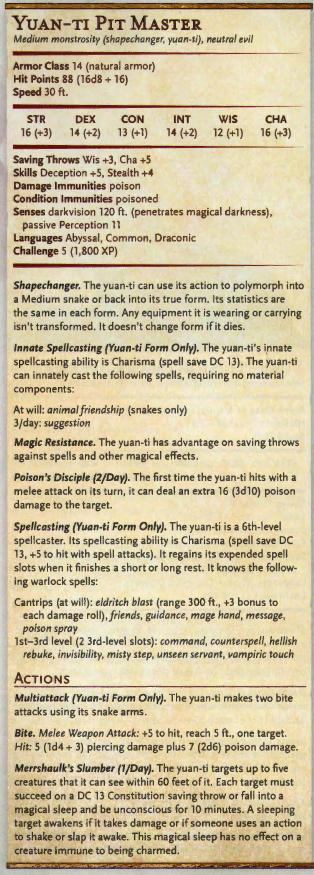 YUAN-TI PIT MASTER
Medium monstrosity (shapechanger, yuan-ti), neutral evil
Armor Class 14 (natural armor)
Hit Points 88 (16d8 + 16)
Speed 30 ft.
STR DEX CON INT WIS CHA
16 (+3) 14 (+2) 13 (+1) 14 (+2) 12 (+1) 16 (+3)
Saving Throws Wis +3, Cha +5
Skills Deception +5, Stealth +4
Damage Immunities poison
Condition Immunities poisoned
Senses darkvision 120 ft. (penetrates magical darkness),
passive Perception 11
Languages Abyssal, Common, Draconic
Challenge 5 (1,800 XP)
Shapechanger. The yuan-ti can use its action to polymorph into
a Medium snake or back into its true form. Its statistics are
the same in each form. Any equipment it is wearing or carrying
isn't transformed. It doesn't change form if it dies.
Innate Spellcasting (Yuan-ti Form Only). The yuan-ti's innate
spellcasting ability is Charisma (spell save DC 13). The yuan-ti
can innately cast the following spells, requiring no material
components:
At will: animal friendship (snakes only)
3/day: suggestion
Magic Resistance. The yuan-ti has advantage on saving throws
against spells and other magical effects.
Poison's Disciple (2/Day). The first time the yuan-ti hits with a
melee attack on its turn, it can deal an extra 16 (3d10) poison
damage to the target.
Spellcasting (Yuan-ti Form Only). The yuan-ti is a 6th-level
spellcaster. Its spellcasting ability is Charisma (spell save DC
13, +5 to hit with spell attacks). It regains its expended spell
slots when it finishes a short or long rest. It knows the follow-
ing warlock spells:
Cantrips (at will): eldritch blast (range 300 ft., +3 bonus to
each damage roll), friends, guidance, mage hand, message,
poison spray
1st–3rd level (2 3rd-level slots): command, counterspell, hellish
rebuke, invisibility, misty step, unseen servant, vampiric touch
ACTIONS
Multiattack (Yuan-ti Form Only). The yuan-ti makes two bite
attacks using its snake arms.
Bite. Melee Weapon Attack: +5 to hit, reach 5 ft., one target.
Hit: 5 (1d4 + 3) piercing damage plus 7 (2d6) poison damage.
Merrshaulk's Slumber (1/Day). The yuan-ti targets up to five
creatures that it can see within 60 feet of it. Each target must
succeed on a DC 13 Constitution saving throw or fall into a
magical sleep and be unconscious for 10 minutes. A sleeping
target awakens if it takes damage or if someone uses an action
to shake or slap it awake. This magical sleep has no effect on a
creature immune to being charmed.